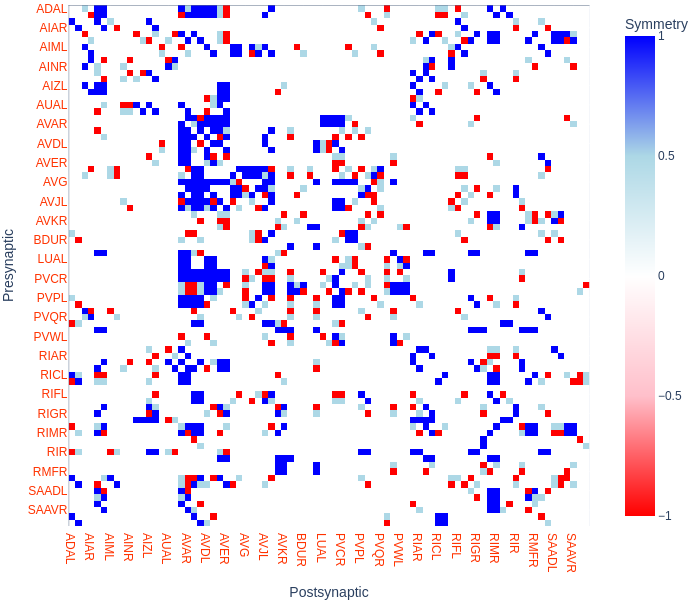 Symmetry
1
0.5
0
−0.5
−1
Presynaptic
ADAL
AIAR
AIML
AINR
AIZL
AUAL
AVAR
AVDL
AVER
AVG
AVJL
AVKR
BDUR
LUAL
PVCR
PVPL
PVQR
PVWL
RIAR
RICL
RIFL
RIGR
RIMR
RIR
RMFR
SAADL
SAAVR
ADAL
AIAR
AIML
AINR
AIZL
AUAL
AVAR
AVDL
AVER
AVG
AVJL
AVKR
BDUR
LUAL
PVCR
PVPL
PVQR
PVWL
RIAR
RICL
RIFL
RIGR
RIMR
RIR
RMFR
SAADL
SAAVR
Postsynaptic